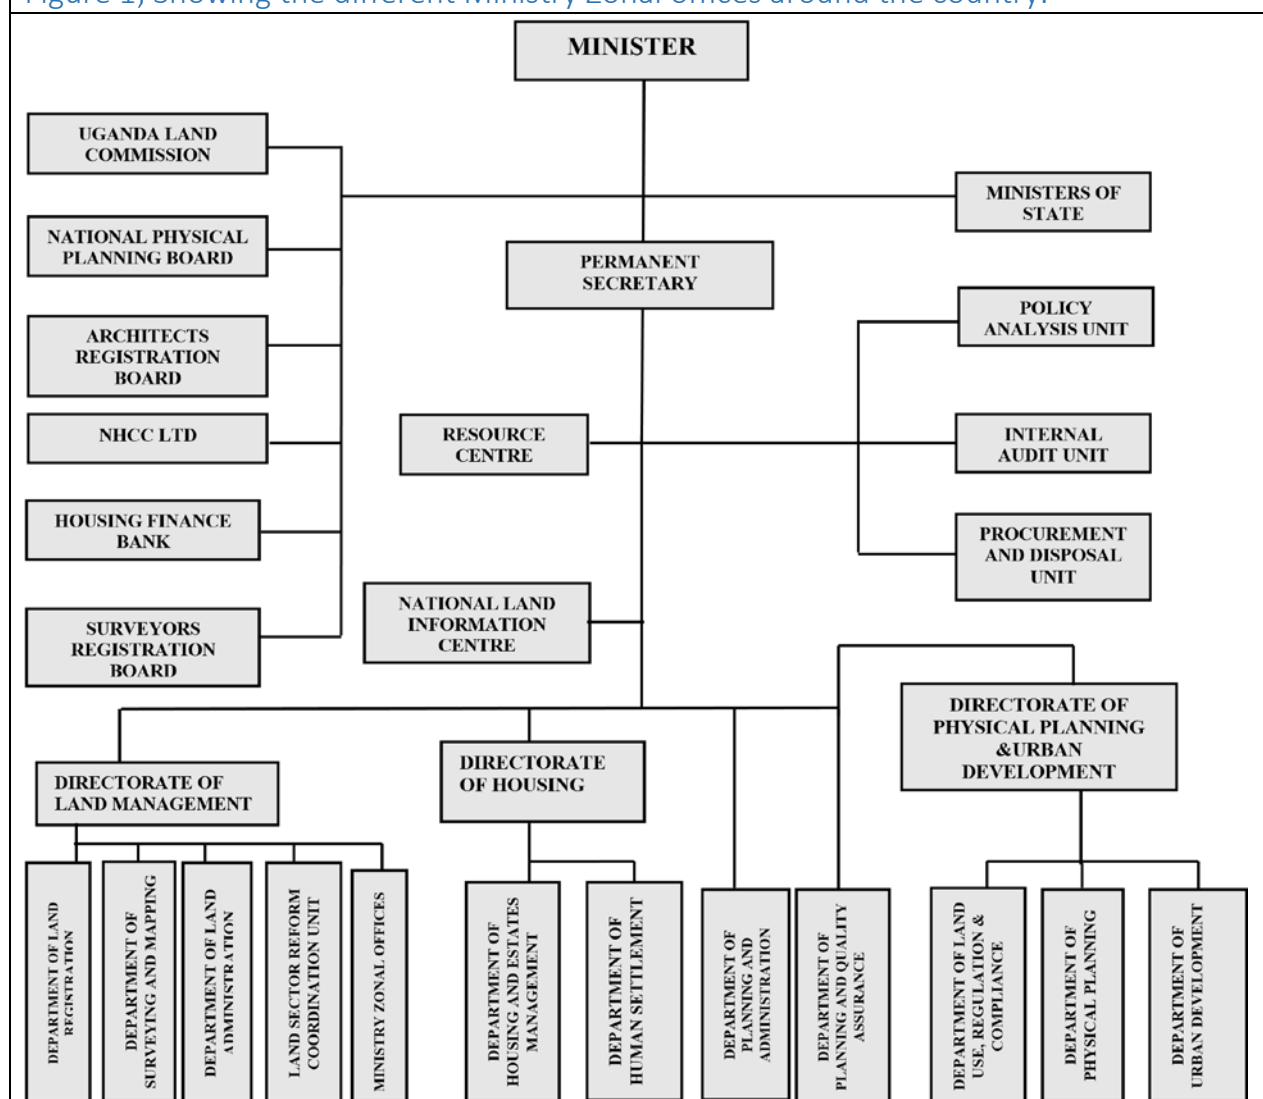 Figure 1, Showing the different Ministry Zonal offices around the country.
MINISTER
UGANDA LAND
COMMISSION
MINISTERS OF
STATE
NATIONAL PHYSICAL
PLANNING BOARD
PERMANENT
SECRETARY
POLICY
ANALYSIS UNIT
ARCHITECTS
REGISTRATION
BOARD
NHCC LTD
RESOURCE
CENTRE
INTERNAL
AUDIT UNIT
HOUSING FINANCE
BANK
PROCUREMENT
AND DISPOSAL
UNIT
NATIONAL LAND
INFORMATION
CENTRE
SURVEYORS
REGISTRATION
BOARD
DIRECTORATE OF
PHYSICAL PLANNING
&URBAN
DEVELOPMENT
DIRECTORATE OF
LAND MANAGEMENT
DIRECTORATE
OF HOUSING
DEPARTMENT OF LAND
REGISTRATION
DEPARTMENT OF
SURVEYING AND MAPPING
DEPARTMENT OF LAND
ADMINISTRATION
LAND SECTOR REFORM
COORDINATION UNIT
MINISTRY ZONAL OFFICES
DEPARTMENT OF
HOUSING AND ESTATES
MANAGEMENT
DEPARTMENT OF
HUMAN SETTLEMENT
DEPARTMENT OF
PLANNING AND
ADMINISTRATION
DEPARTMENT OF
PLANNING AND QUALITY
ASSURANCE
DEPARTMENT OF LAND
USE, REGULATION &
COMPLIANCE
DEPARTMENT OF
PHYSICAL PLANNING
DEPARTMENT OF
URBAN DEVELOPMENT